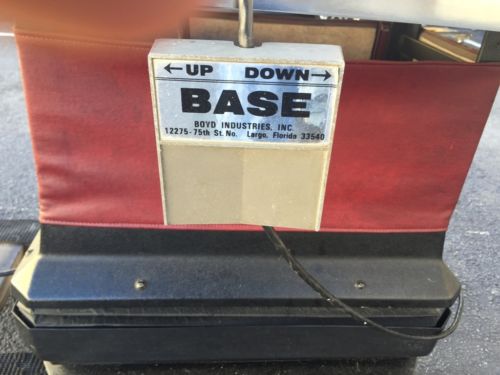 ←UP DOWN→
BASE
BOYD INDUSTRIES, INC.
12275-75th St. No. Largo, Florida 33540